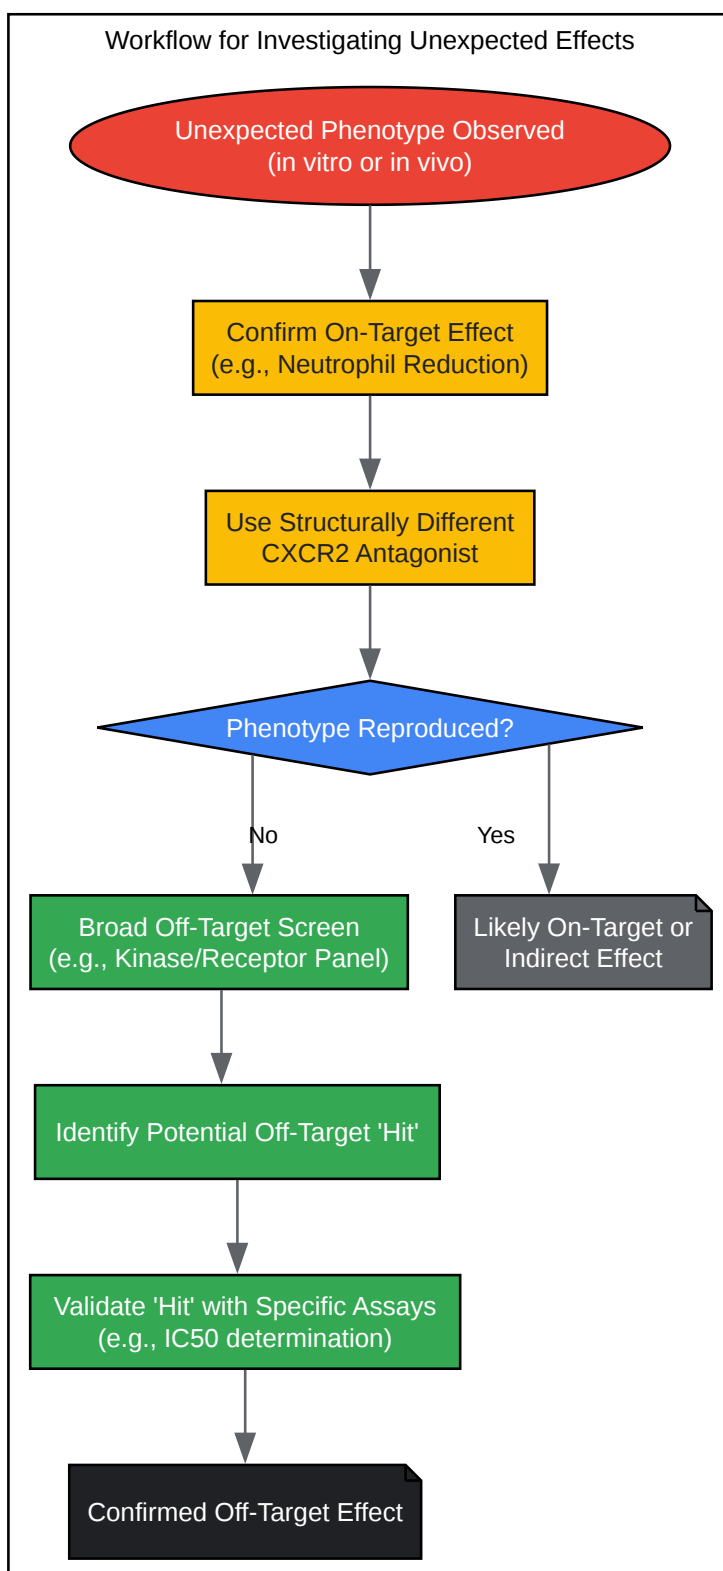 Workflow for Investigating Unexpected Effects
Unexpected Phenotype Observed
(in vitro or in vivo)
Confirm On-Target Effect
(e.g., Neutrophil Reduction)
Use Structurally Different
CXCR2 Antagonist
Phenotype Reproduced?
No
Yes
Broad Off-Target Screen
(e.g., Kinase/Receptor Panel)
Likely On-Target or
Indirect Effect
Identify Potential Off-Target 'Hit'
Validate 'Hit' with Specific Assays
(e.g., IC50 determination)
Confirmed Off-Target Effect